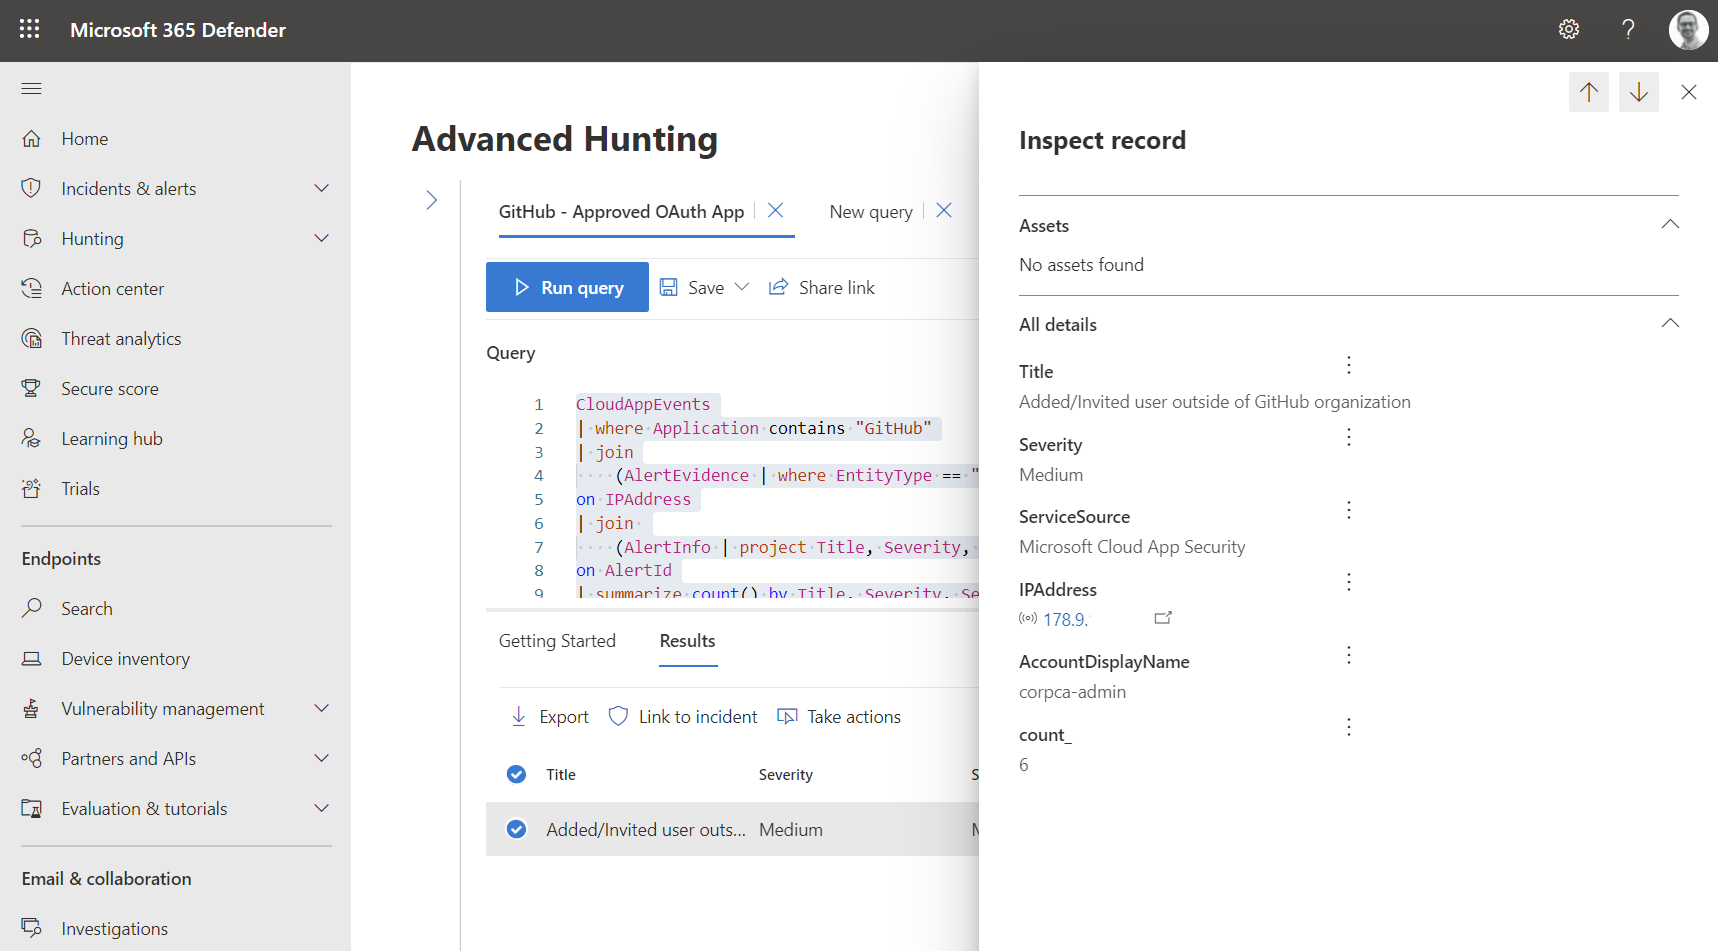 Microsoft 365 Defender
Home
Incidents & alerts
Hunting
Action center
Threat analytics
Secure score
Learning hub
Trials
Endpoints
Search
Device inventory
Vulnerability management
Partners and APIs
Evaluation & tutorials
Email & collaboration
Investigations
Advanced Hunting
GitHub - Approved OAuth App
New query
Run query
Save
Share link
Query
1 CloudAppEvents
2 | where Application contains "GitHub"
3 | join
4 (AlertEvidence | where EntityType == "
5 on IPAddress
6 | join
7 (AlertInfo | project Title, Severity,
8 on AlertId
9 | summarize count() by Title, Severity, Se
Getting Started
Results
Export
Link to incident
Take actions
Title Severity S
Added/Invited user outs... Medium
Inspect record
Assets
No assets found
All details
Title
Added/Invited user outside of GitHub organization
Severity
Medium
ServiceSource
Microsoft Cloud App Security
IPAddress
178.9.
AccountDisplayName
corpca-admin
count_
6